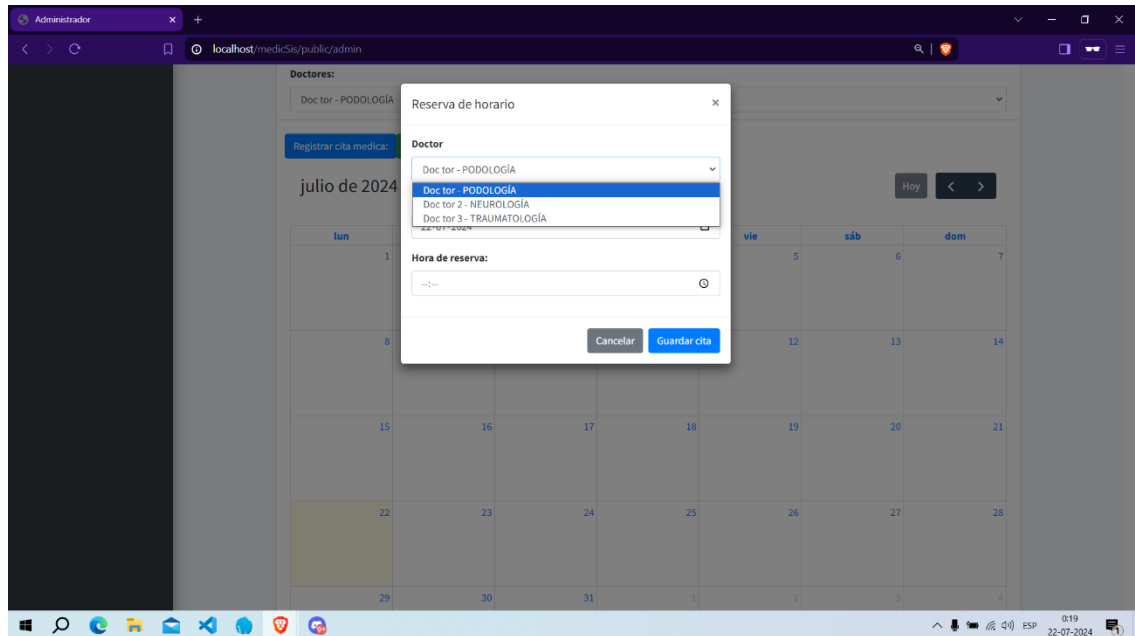 Administrador
localhost/medicSis/public/admin
Doctores:
Doc tor - PODOLOGÍA
Reserva de horario
×
Registrar cita medica:
Doctor
Doc tor - PODOLOGÍA
Doc tor - PODOLOGÍA
Doc tor 2 - NEUROLOGÍA
Doc tor 3 - TRAUMATOLOGÍA
22-07-2024
Hora de reserva:
--:--
Cancelar
Guardar cita
julio de 2024
Hoy
lun vie sáb dom
1 5 6 7
8 12 13 14
15 16 17 18 19 20 21
22 23 24 25 26 27 28
29 30 31 1 2 3 4
ESP
0:19
22-07-2024